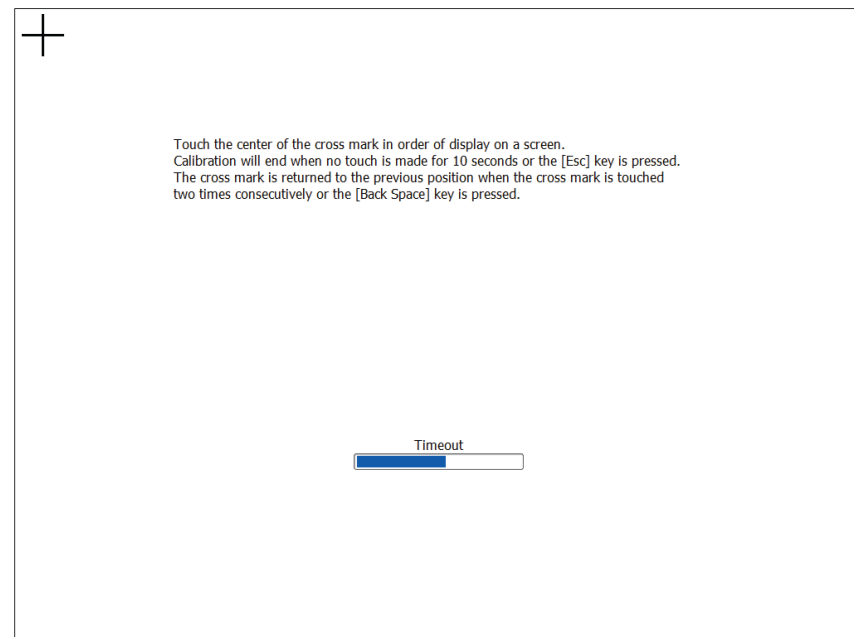 Touch the center of the cross mark in order of display on a screen.
Calibration will end when no touch is made for 10 seconds or the [Esc] key is pressed.
The cross mark is returned to the previous position when the cross mark is touched
two times consecutively or the [Back Space] key is pressed.
Timeout